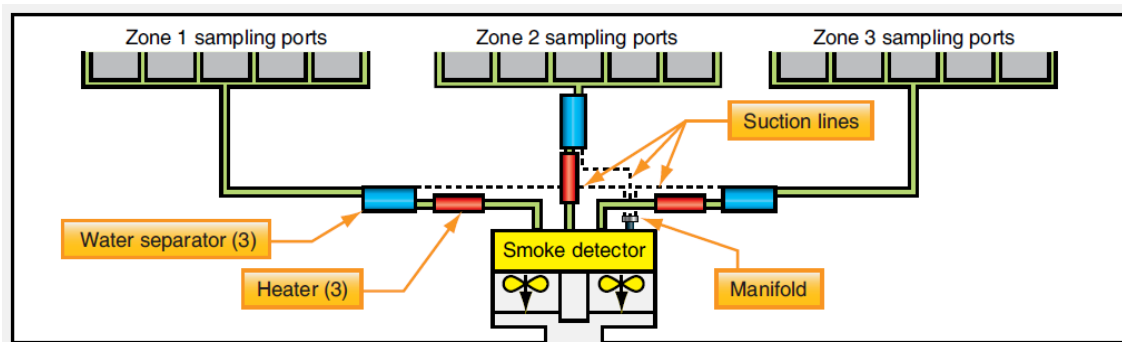 Zone 1 sampling ports
Zone 2 sampling ports
Zone 3 sampling ports
Suction lines
Water separator (3)
Smoke detector
Heater (3)
Manifold